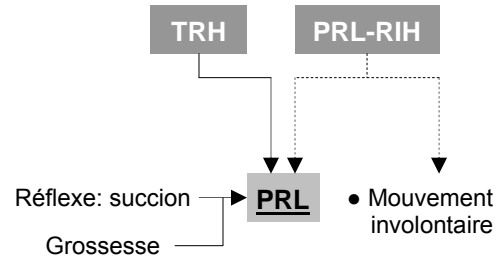 TRH
PRL-RIH
Réflexe: succion
PRL
● Mouvement
involontaire
Grossesse